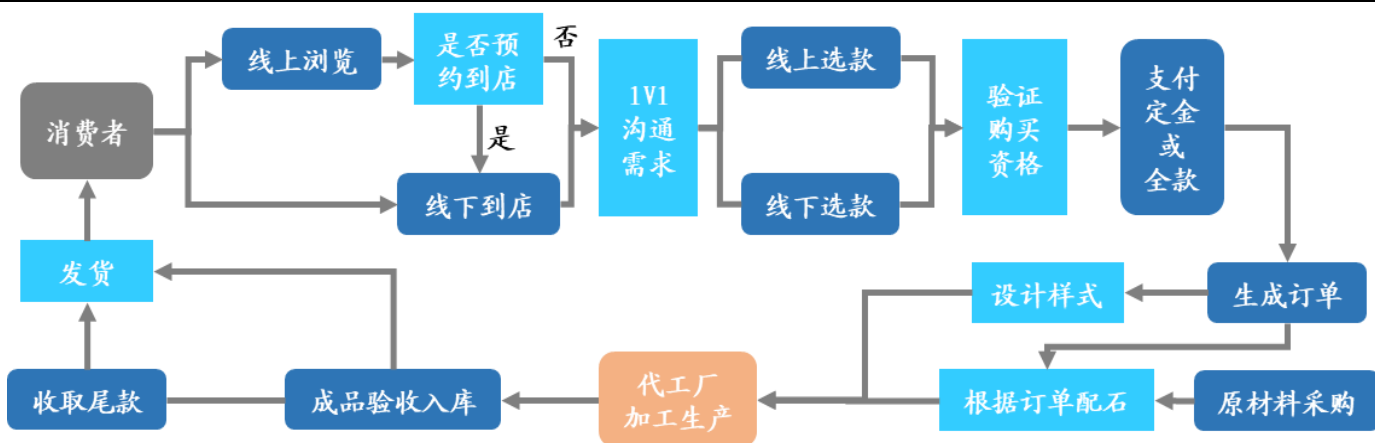 消费者
线上浏览
是否预
约到店
否
是
线下到店
1V1
沟通
需求
线上选款
线下选款
验证
购买
资格
支付
定金
或
全款
发货
设计样式
生成订单
收取尾款
成品验收入库
代工厂
加工生产
根据订单配石
原材料采购